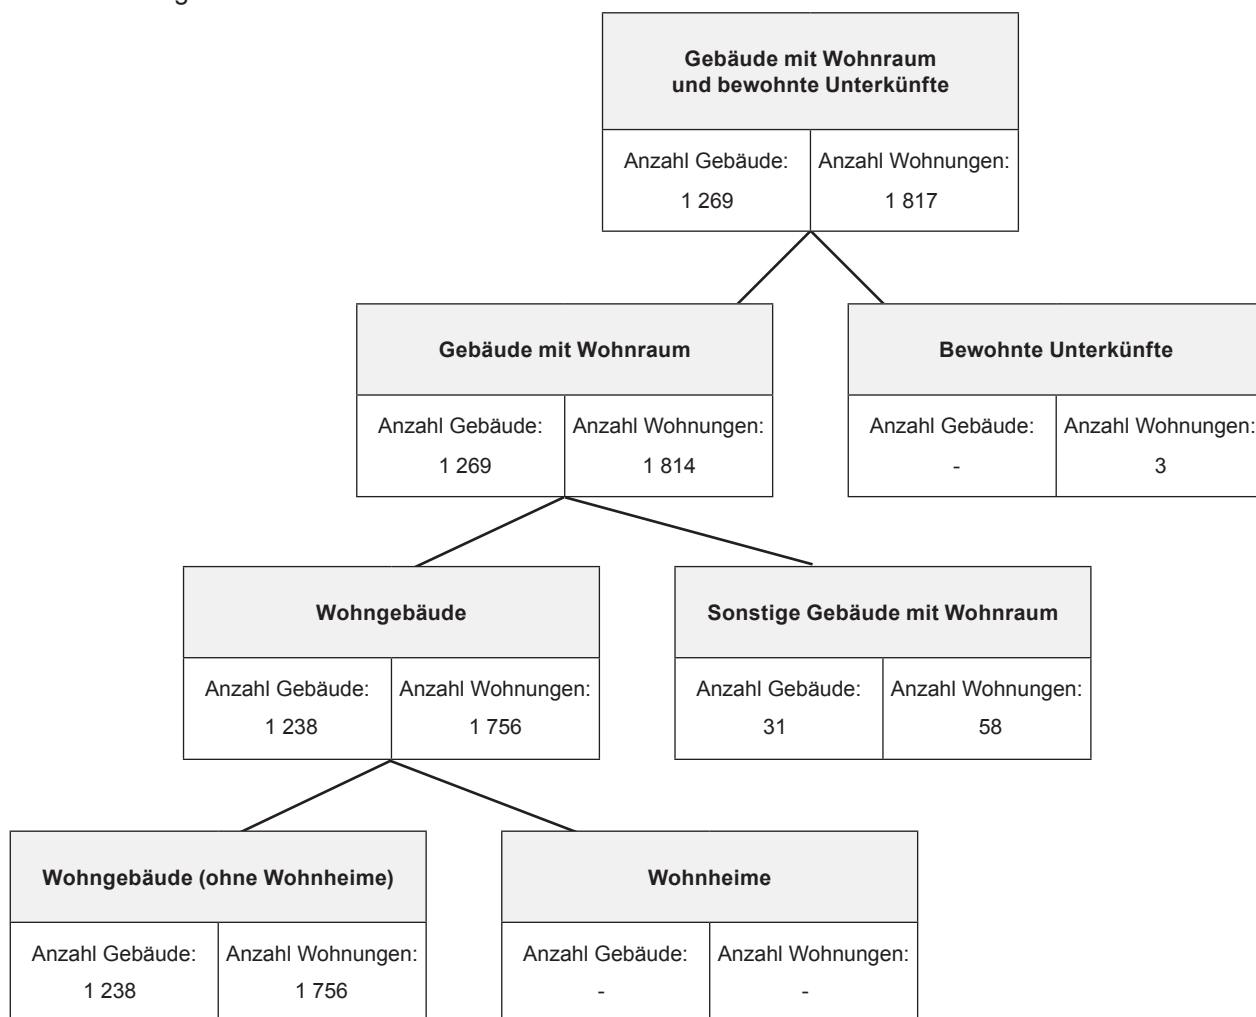 Gebäude mit Wohnraum
und bewohnte Unterkünfte
Anzahl Gebäude: Anzahl Wohnungen:
1 269 1 817
Gebäude mit Wohnraum
Anzahl Gebäude: Anzahl Wohnungen:
1 269 1 814
Bewohnte Unterkünfte
Anzahl Gebäude: Anzahl Wohnungen:
- 3
Wohngebäude
Anzahl Gebäude: Anzahl Wohnungen:
1 238 1 756
Sonstige Gebäude mit Wohnraum
Anzahl Gebäude: Anzahl Wohnungen:
31 58
Wohngebäude (ohne Wohnheime)
Anzahl Gebäude: Anzahl Wohnungen:
1 238 1 756
Wohnheime
Anzahl Gebäude: Anzahl Wohnungen:
- -